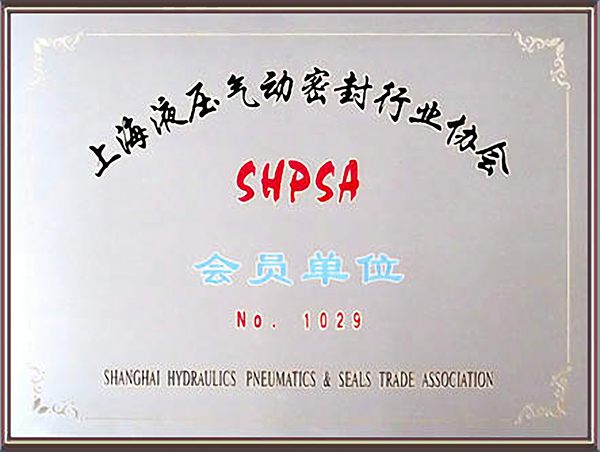 上海液压气动密封行业协会
SHPSA
会员单位
No. 1029
SHANGHAI HYDRAULICS PNEUMATICS & SEALS TRADE ASSOCIATION